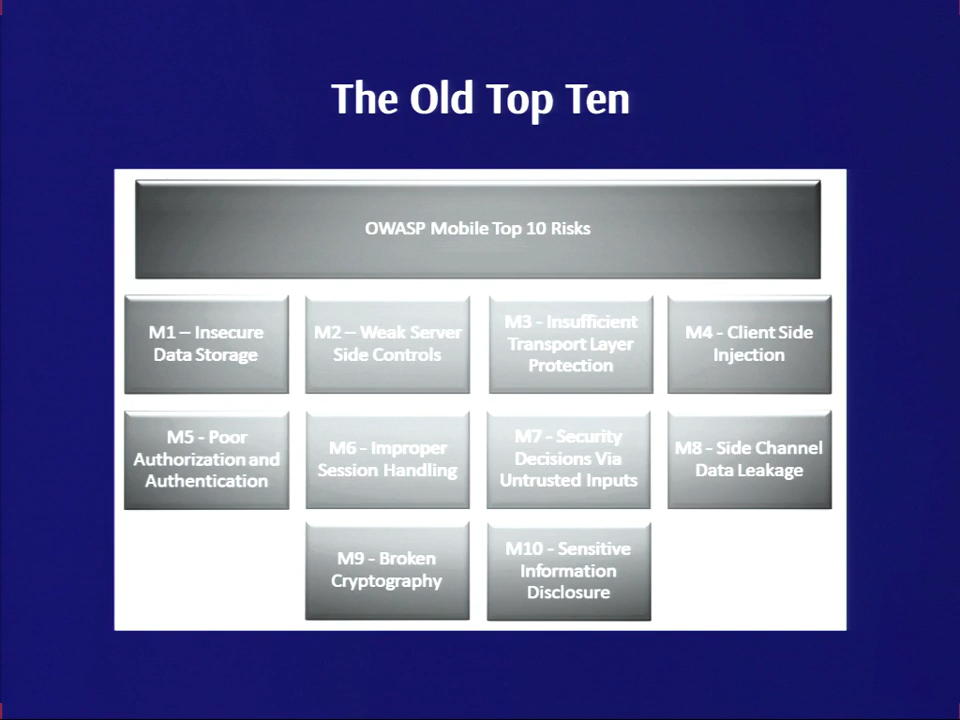 The Old Top Ten
OWASP Mobile Top 10 Risks
M1 – Insecure
Data Storage
M2 – Weak Server
Side Controls
M3 - Insufficient
Transport Layer
Protection
M4 - Client Side
Injection
M5 - Poor
Authorization and
Authentication
M6 - Improper
Session Handling
M7 - Security
Decisions Via
Untrusted Inputs
M8 - Side Channel
Data Leakage
M9 - Broken
Cryptography
M10 - Sensitive
Information
Disclosure